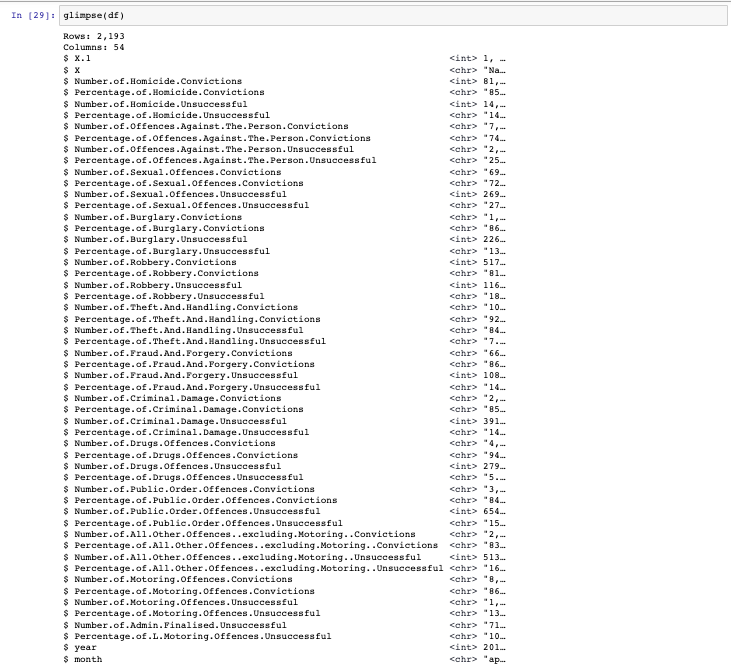 In [29]: glimpse(df)
Rows: 2,193
Columns: 54
$ X.1 <int> 1, …
$ X <chr> "Na…
$ Number.of.Homicide.Convictions <int> 81,…
$ Percentage.of.Homicide.Convictions <chr> "85…
$ Number.of.Homicide.Unsuccessful <int> 14,…
$ Percentage.of.Homicide.Unsuccessful <chr> "14…
$ Number.of.Offences.Against.The.Person.Convictions <chr> "7,…
$ Percentage.of.Offences.Against.The.Person.Convictions <chr> "74…
$ Number.of.Offences.Against.The.Person.Unsuccessful <chr> "2,…
$ Percentage.of.Offences.Against.The.Person.Unsuccessful <chr> "25…
$ Number.of.Sexual.Offences.Convictions <chr> "69…
$ Percentage.of.Sexual.Offences.Convictions <chr> "72…
$ Number.of.Sexual.Offences.Unsuccessful <int> 269…
$ Percentage.of.Sexual.Offences.Unsuccessful <chr> "27…
$ Number.of.Burglary.Convictions <chr> "1,…
$ Percentage.of.Burglary.Convictions <chr> "86…
$ Number.of.Burglary.Unsuccessful <int> 226…
$ Percentage.of.Burglary.Unsuccessful <chr> "13…
$ Number.of.Robbery.Convictions <int> 517…
$ Percentage.of.Robbery.Convictions <chr> "81…
$ Number.of.Robbery.Unsuccessful <int> 116…
$ Percentage.of.Robbery.Unsuccessful <chr> "18…
$ Number.of.Theft.And.Handling.Convictions <chr> "10…
$ Percentage.of.Theft.And.Handling.Convictions <chr> "92…
$ Number.of.Theft.And.Handling.Unsuccessful <chr> "84…
$ Percentage.of.Theft.And.Handling.Unsuccessful <chr> "7.…
$ Number.of.Fraud.And.Forgery.Convictions <chr> "66…
$ Percentage.of.Fraud.And.Forgery.Convictions <chr> "86…
$ Number.of.Fraud.And.Forgery.Unsuccessful <int> 108…
$ Percentage.of.Fraud.And.Forgery.Unsuccessful <chr> "14…
$ Number.of.Criminal.Damage.Convictions <chr> "2,…
$ Percentage.of.Criminal.Damage.Convictions <chr> "85…
$ Number.of.Criminal.Damage.Unsuccessful <int> 391…
$ Percentage.of.Criminal.Damage.Unsuccessful <chr> "14…
$ Number.of.Drugs.Offences.Convictions <chr> "4,…
$ Percentage.of.Drugs.Offences.Convictions <chr> "94…
$ Number.of.Drugs.Offences.Unsuccessful <int> 279…
$ Percentage.of.Drugs.Offences.Unsuccessful <chr> "5.…
$ Number.of.Public.Order.Offences.Convictions <chr> "3,…
$ Percentage.of.Public.Order.Offences.Convictions <chr> "84…
$ Number.of.Public.Order.Offences.Unsuccessful <int> 654…
$ Percentage.of.Public.Order.Offences.Unsuccessful <chr> "15…
$ Number.of.All.Other.Offences..excluding.Motoring..Convictions <chr> "2,…
$ Percentage.of.All.Other.Offences..excluding.Motoring..Convictions <chr> "83…
$ Number.of.All.Other.Offences..excluding.Motoring..Unsuccessful <int> 513…
$ Percentage.of.All.Other.Offences..excluding.Motoring..Unsuccessful <chr> "16…
$ Number.of.Motoring.Offences.Convictions <chr> "8,…
$ Percentage.of.Motoring.Offences.Convictions <chr> "86…
$ Number.of.Motoring.Offences.Unsuccessful <chr> "1,…
$ Percentage.of.Motoring.Offences.Unsuccessful <chr> "13…
$ Number.of.Admin.Finalised.Unsuccessful <chr> "71…
$ Percentage.of.L.Motoring.Offences.Unsuccessful <chr> "10…
$ year <int> 201…
$ month <chr> "ap…